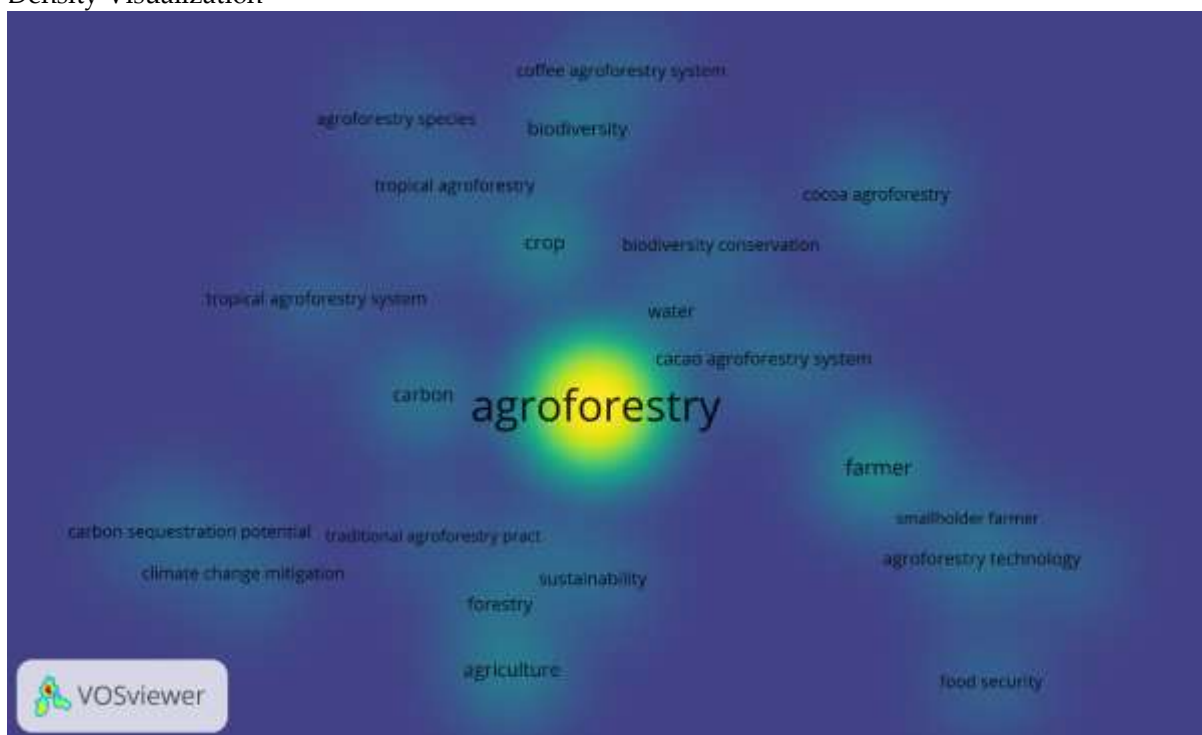 Density Visualization
coffee agroforestry system
agroforestry species
biodiversity
tropical agroforestry
cocoa agroforestry
crop
biodiversity conservation
tropical agroforestry system
water
cacao agroforestry system
carbon
agroforestry
farmer
smallholder farmer
carbon sequestration potential
traditional agroforestry pract
agroforestry technology
climate change mitigation
sustainability
forestry
agriculture
food security
VOSviewer